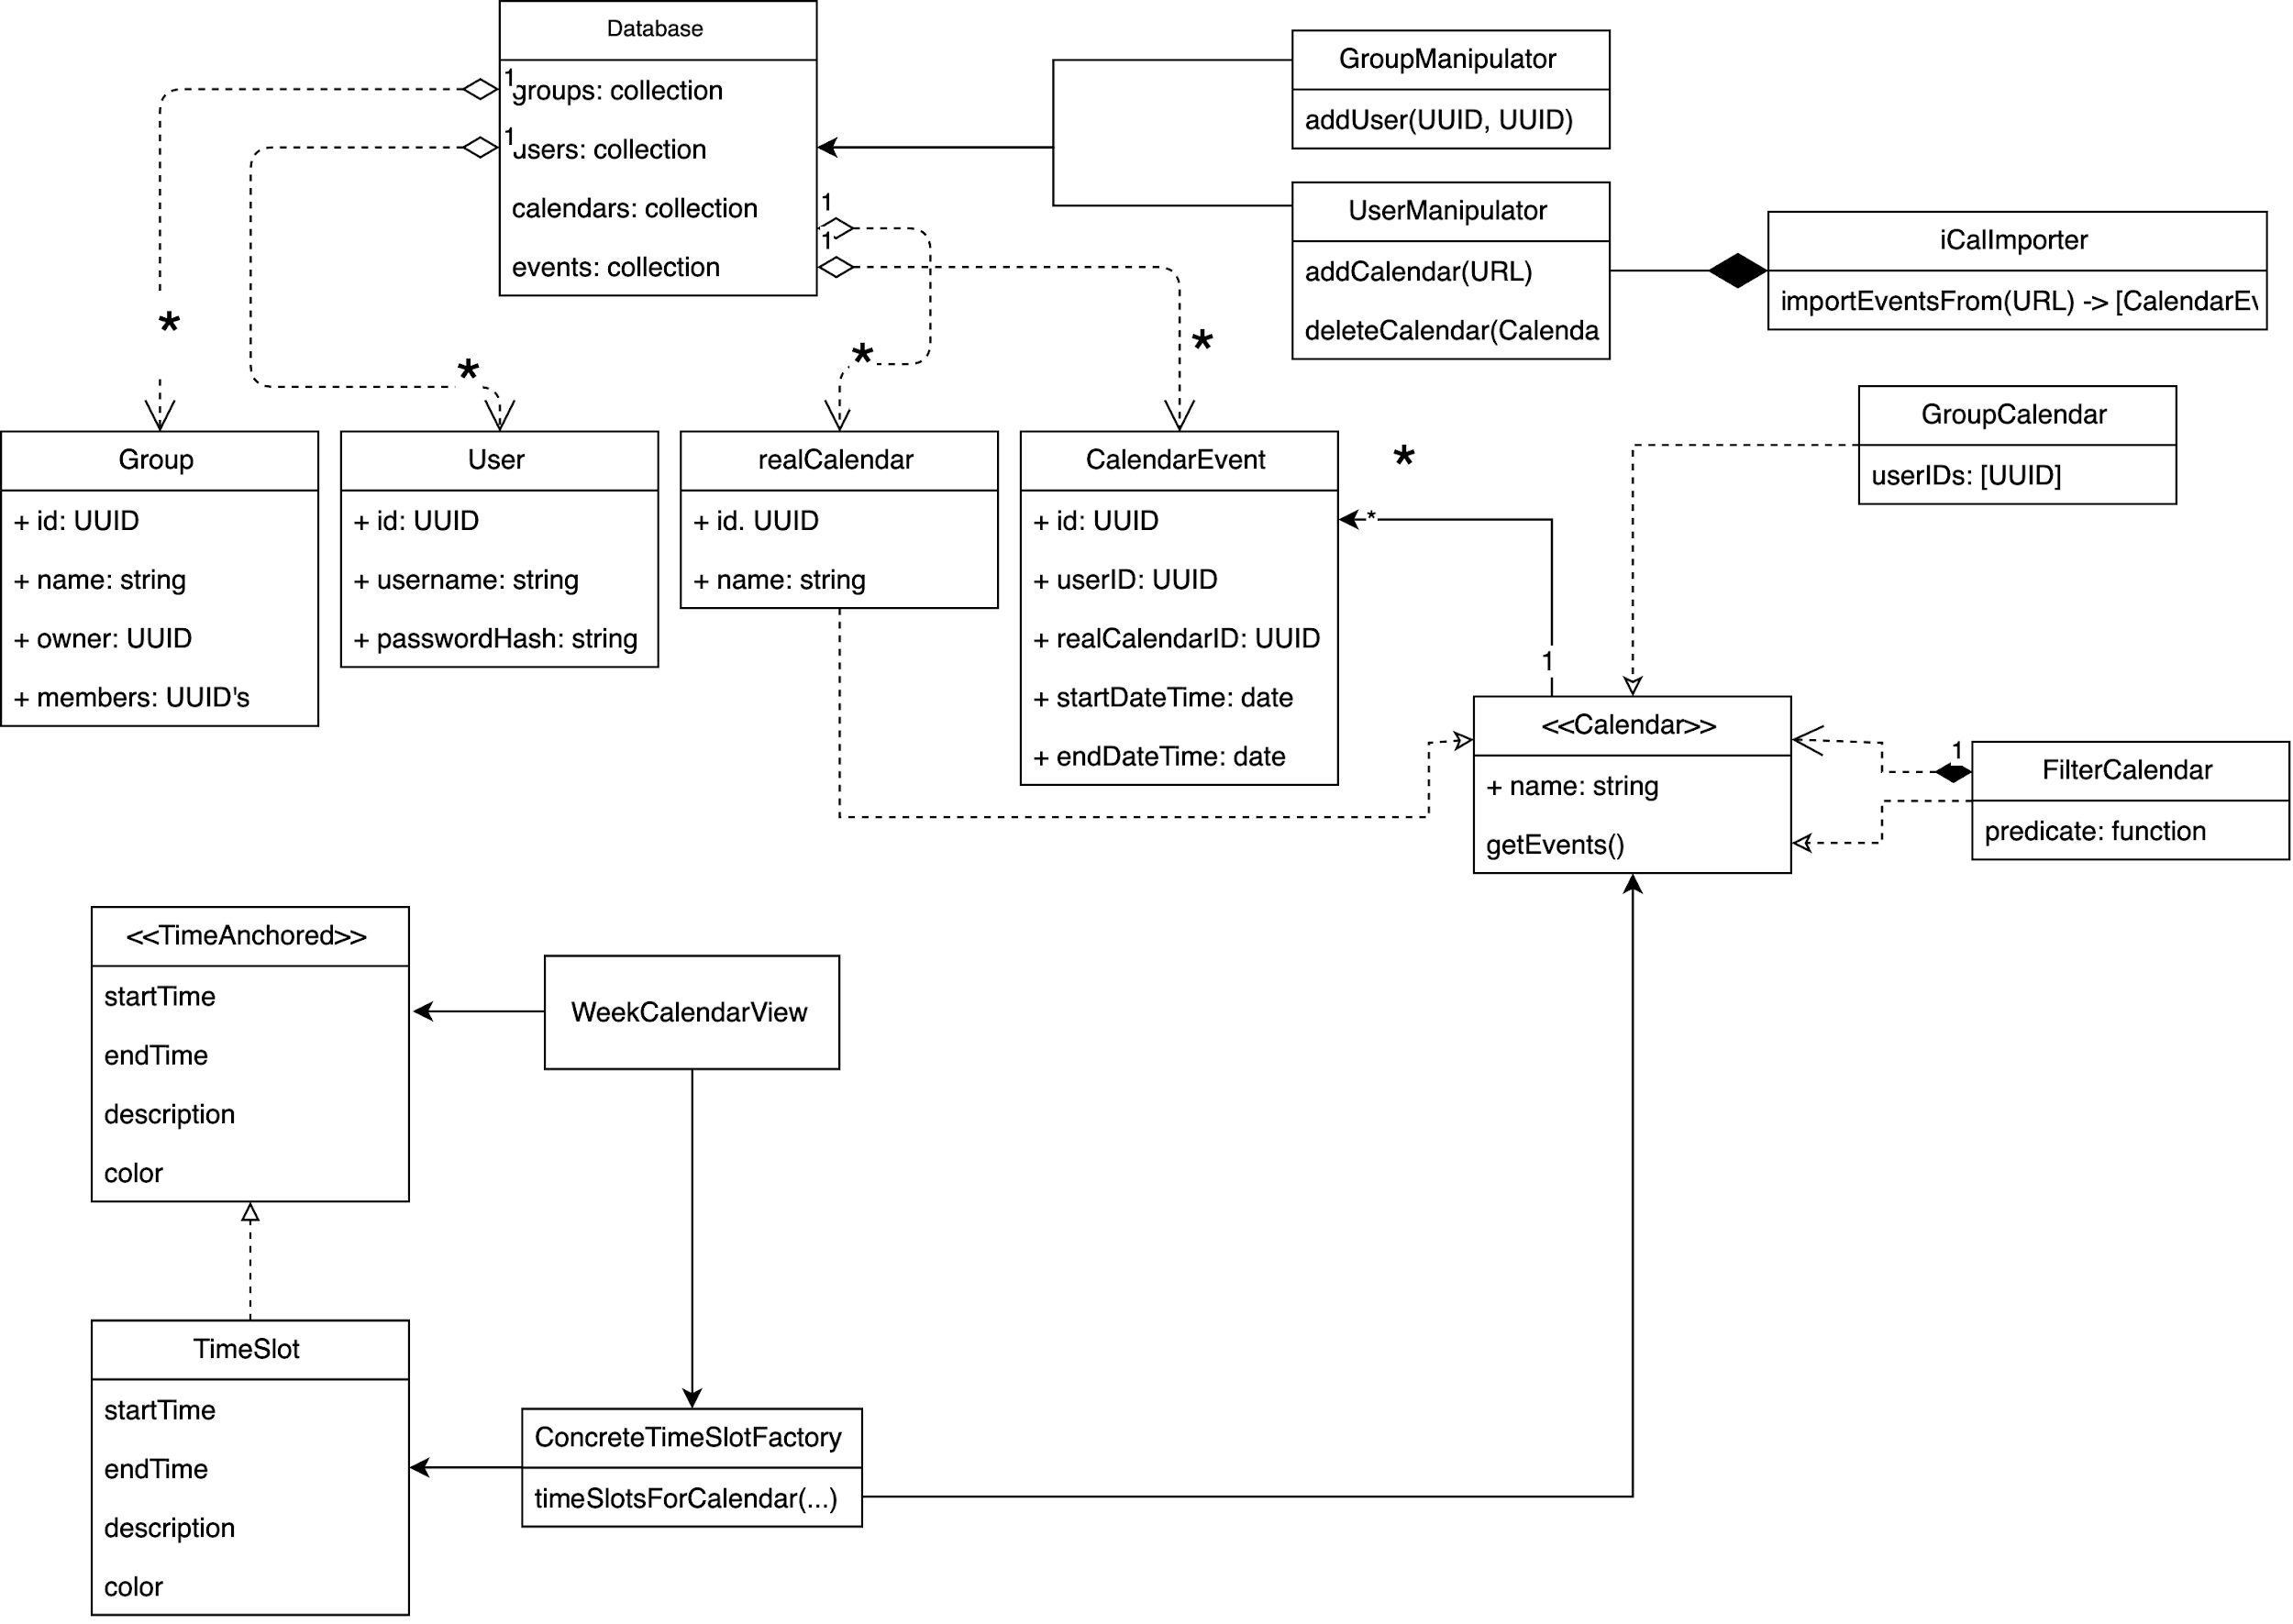 Database
1
groups: collection
1
users: collection
calendars: collection
1
events: collection
1
GroupManipulator
addUser(UUID, UUID)
UserManipulator
addCalendar(URL)
deleteCalendar(Calenda
iCalImporter
importEventsFrom(URL) -> [CalendarEv
*
*
*
*
Group
+ id: UUID
+ name: string
+ owner: UUID
+ members: UUID's
User
+ id: UUID
+ username: string
+ passwordHash: string
realCalendar
+ id. UUID
+ name: string
CalendarEvent
+ id: UUID
+ userID: UUID
+ realCalendarID: UUID
+ startDateTime: date
+ endDateTime: date
*
*
1
GroupCalendar
userIDs: [UUID]
<<Calendar>>
+ name: string
getEvents()
1
FilterCalendar
predicate: function
<<TimeAnchored>>
startTime
endTime
description
color
WeekCalendarView
TimeSlot
startTime
endTime
description
color
ConcreteTimeSlotFactory
timeSlotsForCalendar(...)